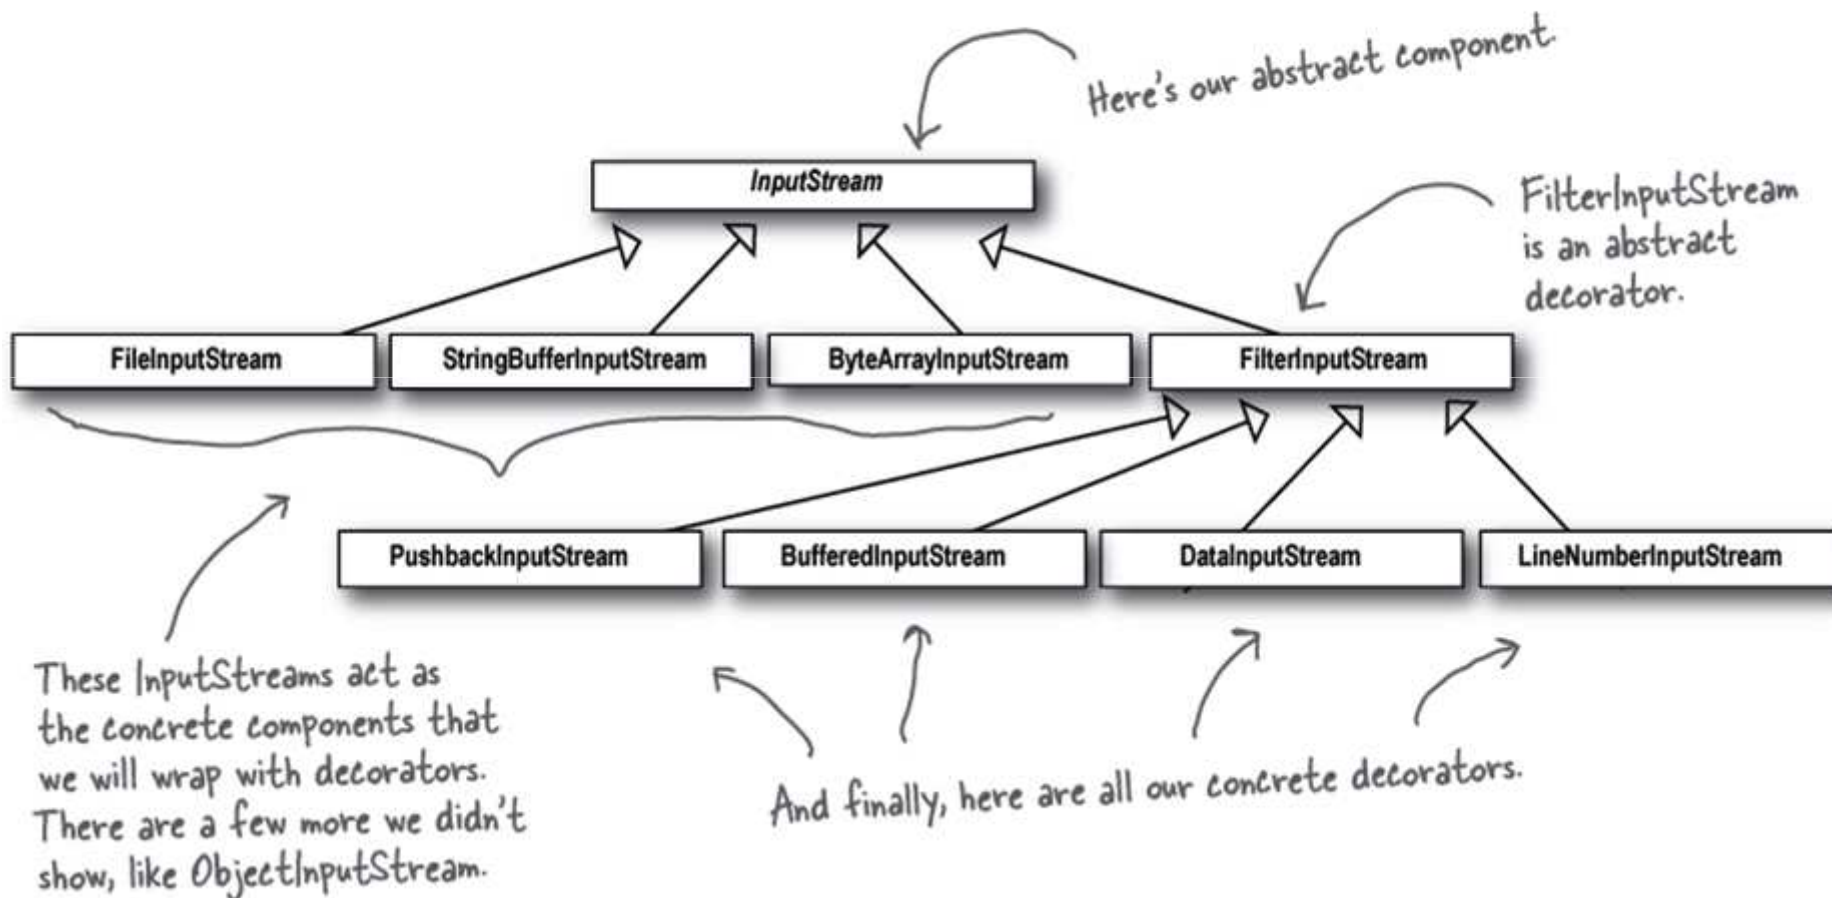 Here's our abstract component.
InputStream
FilterInputStream
is an abstract
decorator.
FileInputStream
StringBufferInputStream
ByteArrayInputStream
FilterInputStream
PushbackInputStream
BufferedInputStream
DataInputStream
LineNumberInputStream
These InputStreams act as
the concrete components that
we will wrap with decorators.
There are a few more we didn't
show, like ObjectInputStream.
And finally, here are all our concrete decorators.